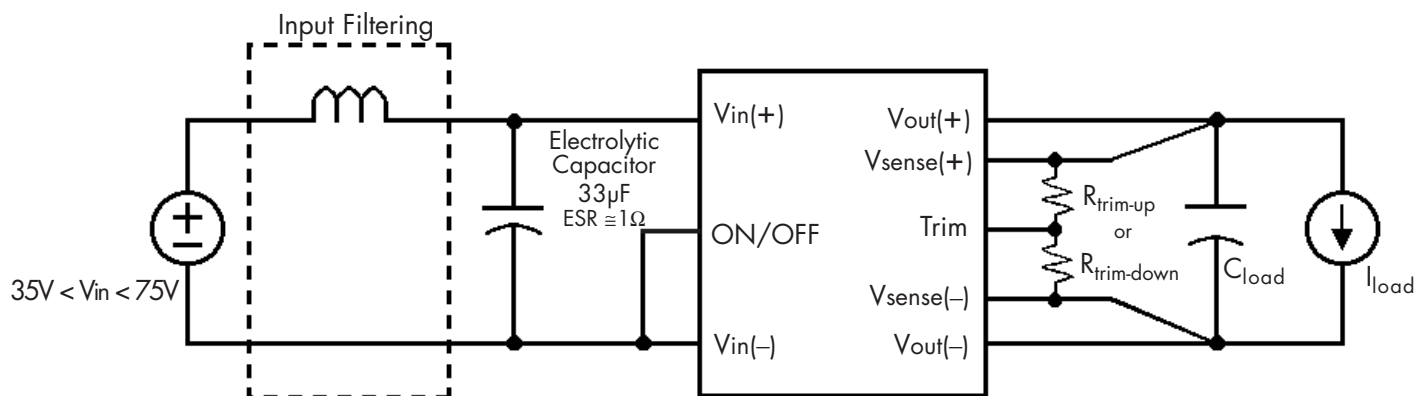 Input Filtering
Vin(+)
Vout(+)
Electrolytic
Capacitor
33µF
ESR ≅ 1Ω
Vsense(+)
Rtrim-up
or
Rtrim-down
ON/OFF
Trim
Cload
Iload
35V < Vin < 75V
Vsense(–)
Vin(–)
Vout(–)